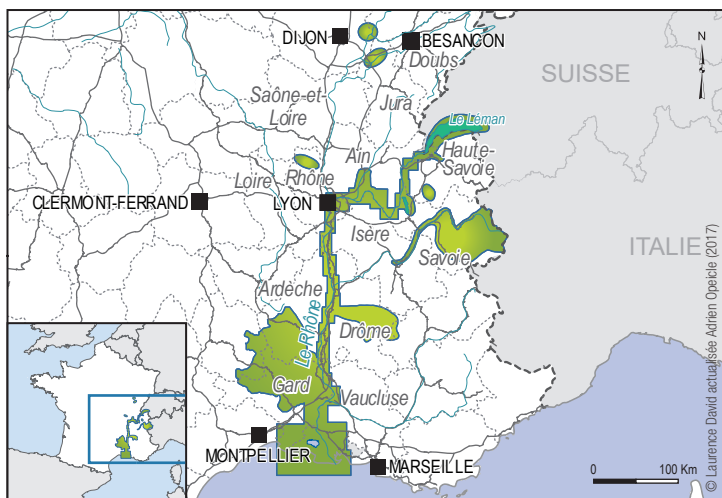 DIJON
BESANCON
Doubs
N
SUISSE
Saône-et-
Loire
Jura
Le Léman
Ain
Haute-
Savoie
Rhône
Loire
CLERMONT-FERRAND
LYON
Isère
ITALIE
Savoie
Ardèche
Le Rhône
Drôme
Gard
Vaucluse
MONTPELLIER
MARSEILLE
0 100 Km
© Laurence David actualisée Adrien Opelcle (2017)